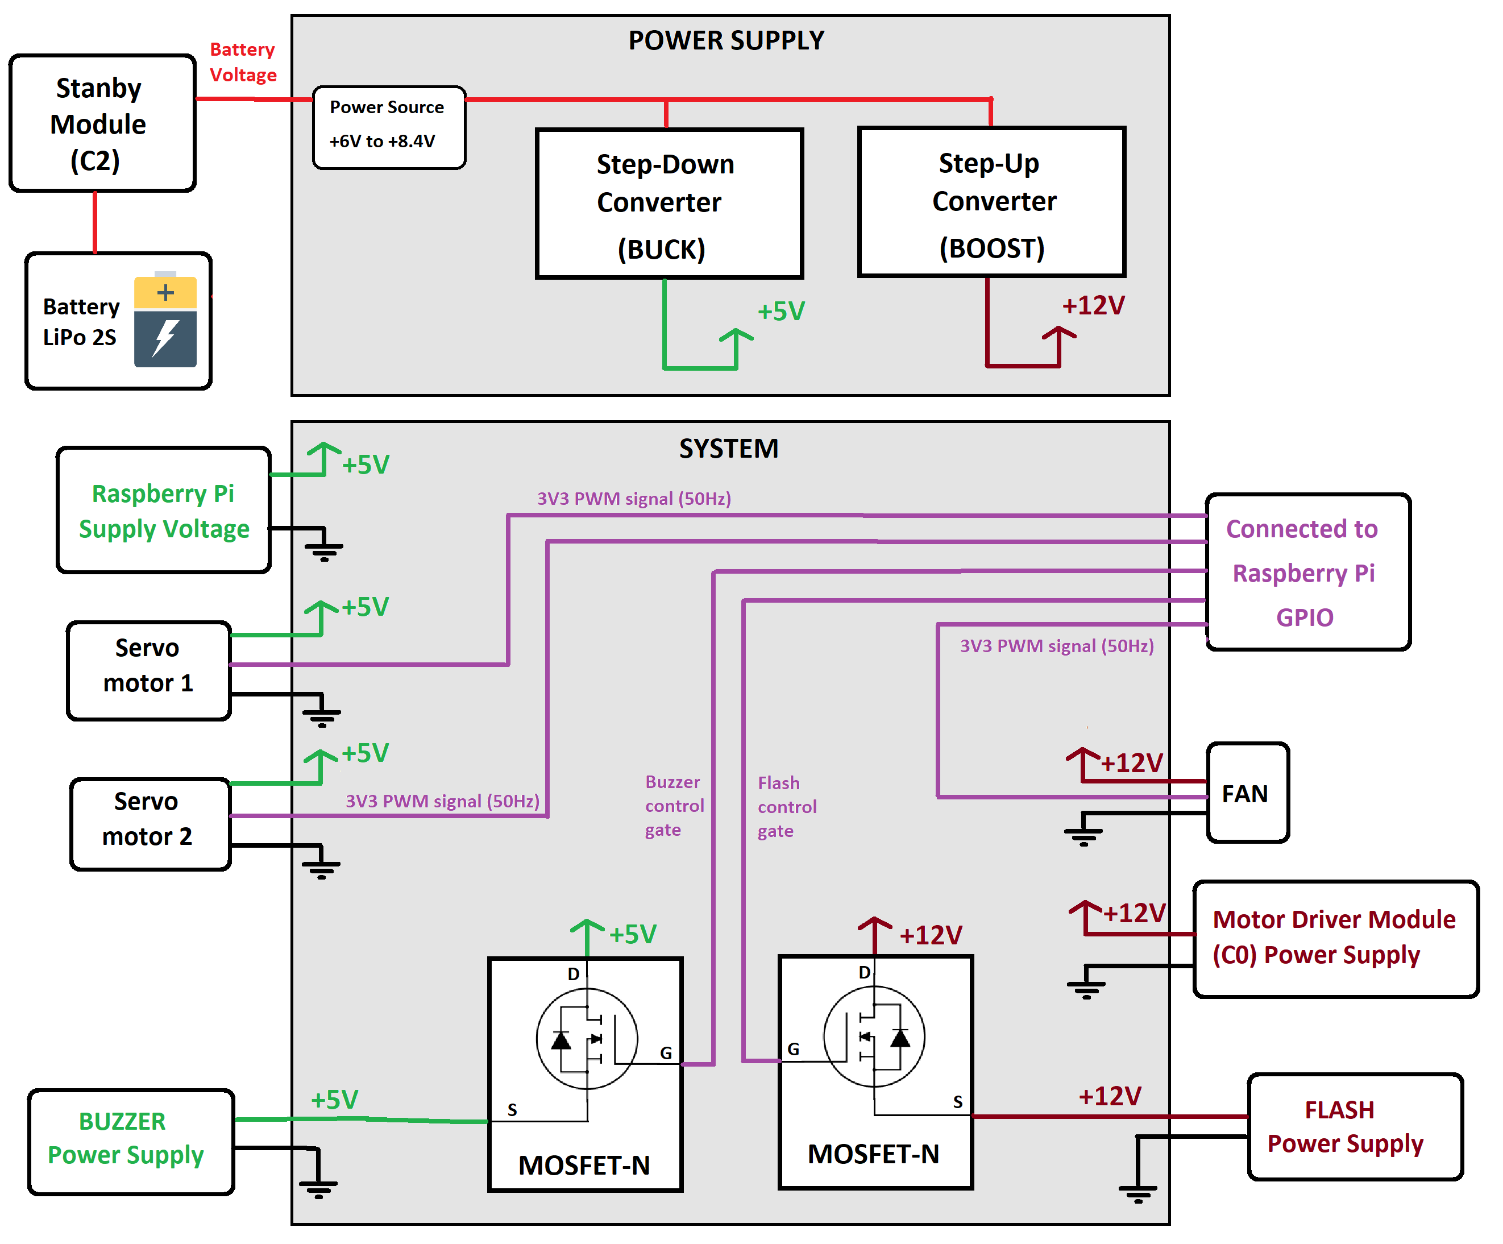 POWER SUPPLY
Battery
Voltage
Stanby
Module
(C2)
Power Source
+6V to +8.4V
Step-Down
Converter
(BUCK)
Step-Up
Converter
(BOOST)
+
Battery
LiPo 2S
+5V
+12V
SYSTEM
+5V
Raspberry Pi
Supply Voltage
3V3 PWM signal (50Hz)
Connected to
Raspberry Pi
GPIO
+5V
Servo
motor 1
3V3 PWM signal (50Hz)
+5V
Servo
motor 2
3V3 PWM signal (50Hz)
Buzzer
control
gate
Flash
control
gate
+12V
FAN
+12V
Motor Driver Module
(C0) Power Supply
+5V
D
G
S
MOSFET-N
+12V
D
G
S
MOSFET-N
+5V
BUZZER
Power Supply
+12V
FLASH
Power Supply